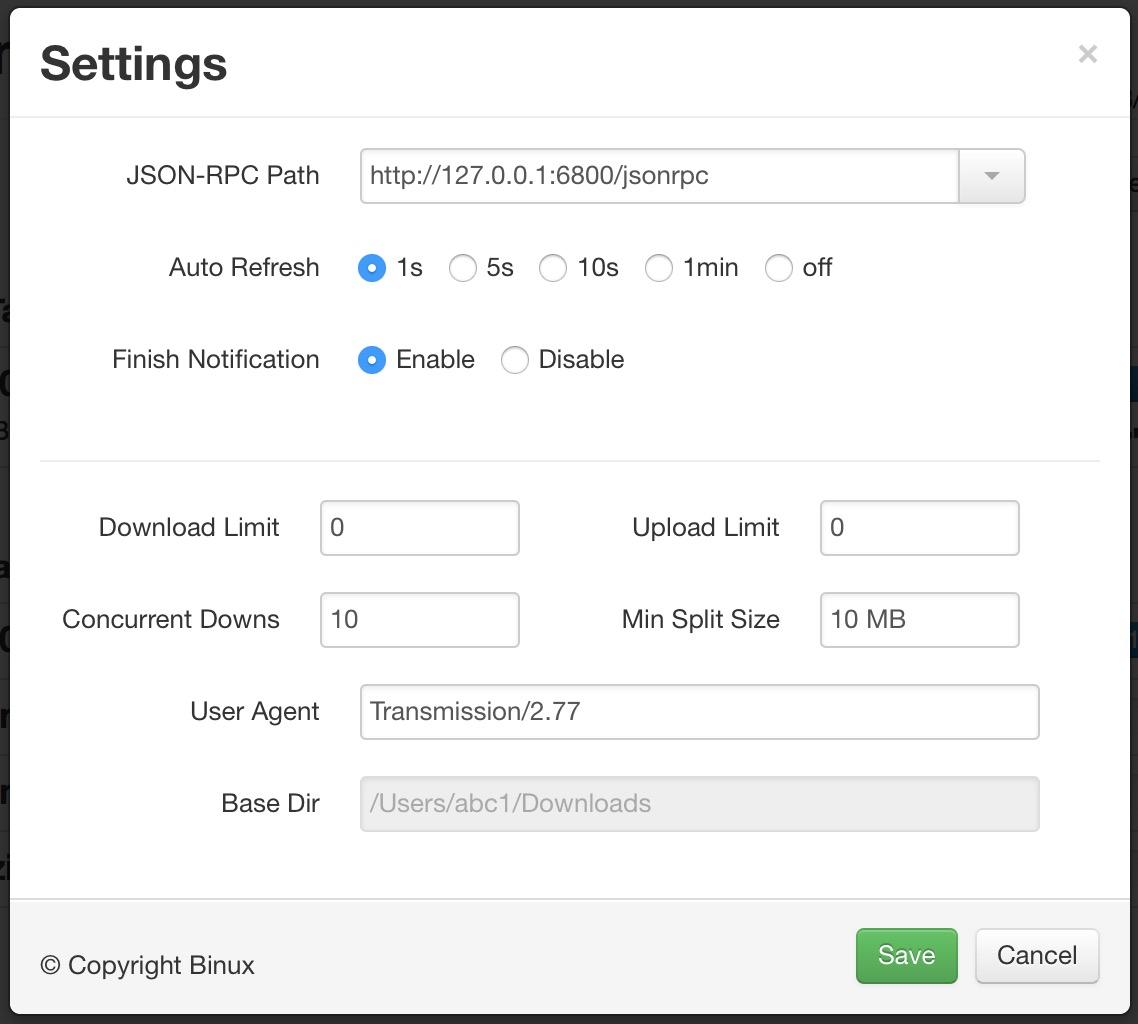 Settings
×
JSON-RPC Path http://127.0.0.1:6800/jsonrpc
Auto Refresh 1s 5s 10s 1min off
Finish Notification Enable Disable
Download Limit 0 Upload Limit 0
Concurrent Downs 10 Min Split Size 10 MB
User Agent Transmission/2.77
Base Dir /Users/abc1/Downloads
© Copyright Binux Save Cancel